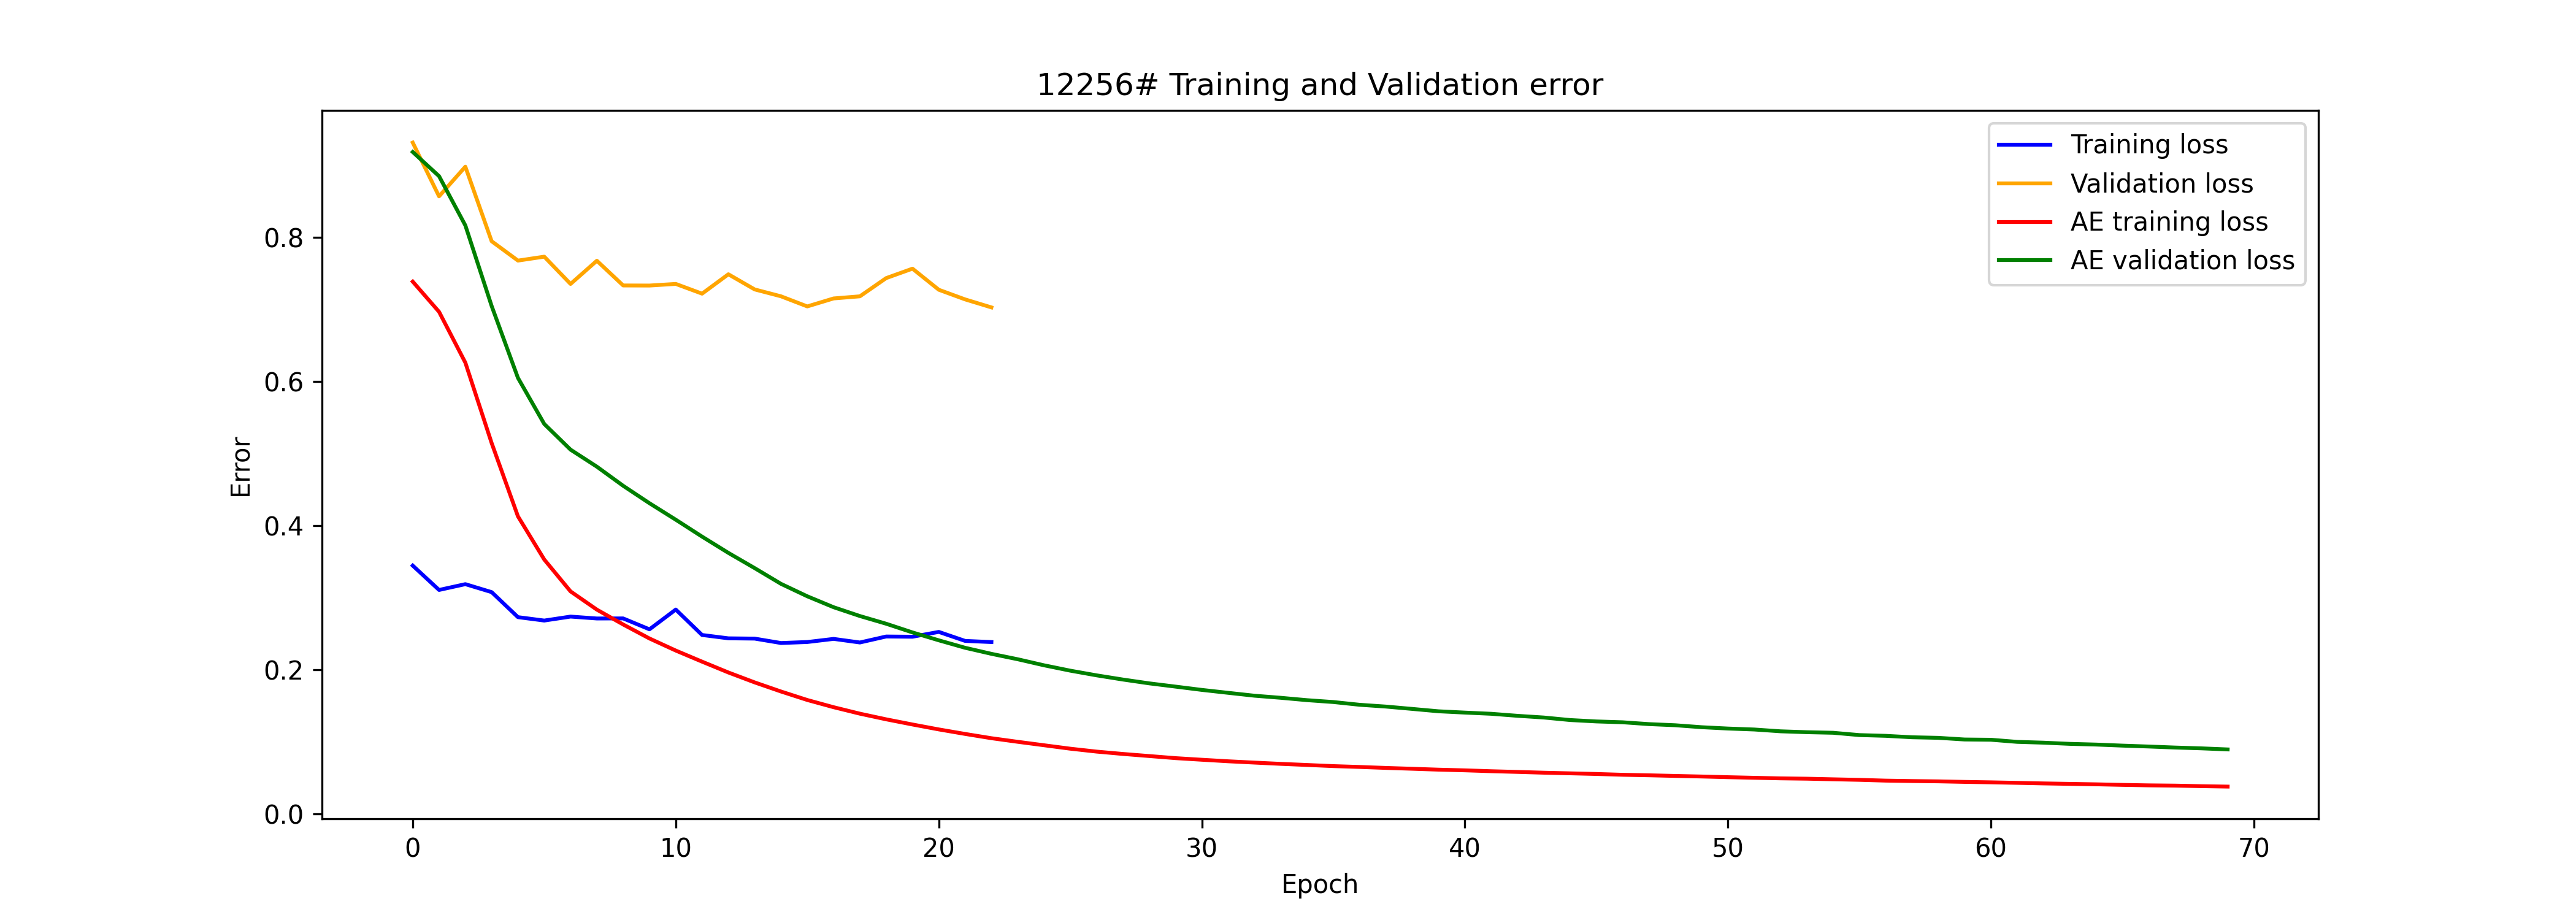 12256# Training and Validation error
Training loss
Validation loss
AE training loss
AE validation loss
0.8
0.6
0.4
0.2
0.0
Error
0 10 20 30 40 50 60 70
Epoch